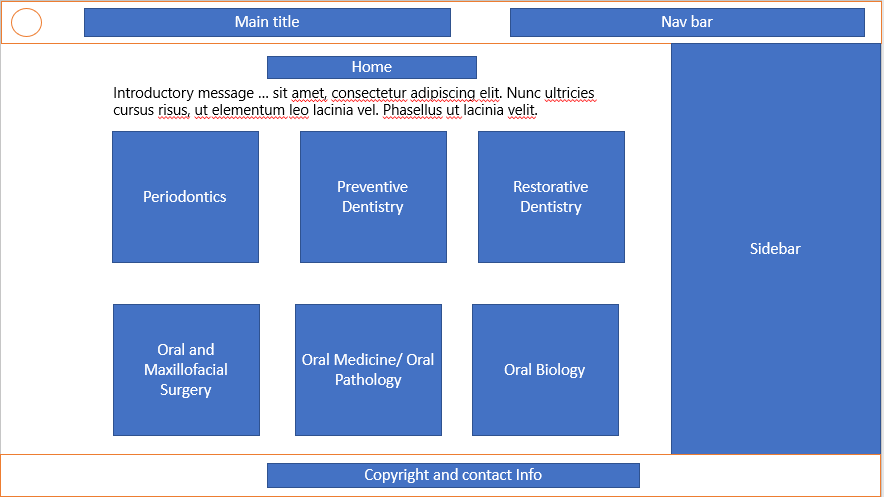 Main title
Nav bar
Home
Introductory message ... sit amet, consectetur adipiscing elit. Nunc ultricies
cursus risus, ut elementum leo lacinia vel. Phasellus ut lacinia velit.
Periodontics
Preventive
Dentistry
Restorative
Dentistry
Sidebar
Oral and
Maxillofacial
Surgery
Oral Medicine/ Oral
Pathology
Oral Biology
Copyright and contact Info